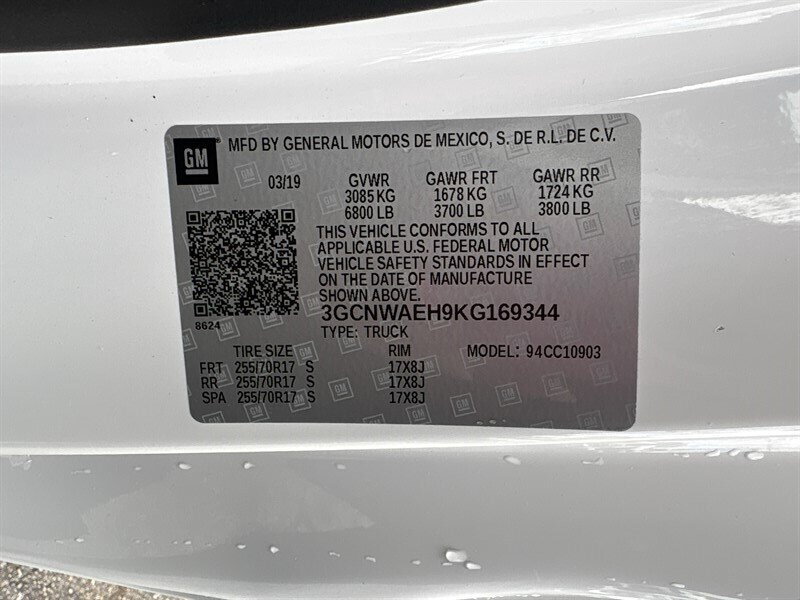 GM MFD BY GENERAL MOTORS DE MEXICO, S. DE R.L. DE C.V.
03/19 GVWR GAWR FRT GAWR RR
3085 KG 1678 KG 1724 KG
6800 LB 3700 LB 3800 LB
THIS VEHICLE CONFORMS TO ALL
APPLICABLE U.S. FEDERAL MOTOR
VEHICLE SAFETY STANDARDS IN EFFECT
ON THE DATE OF MANUFACTURE
SHOWN ABOVE.
3GCNWAEH9KG169344
8624
TYPE: TRUCK
TIRE SIZE RIM MODEL: 94CC10903
FRT 255/70R17 S 17X8J
RR 255/70R17 S 17X8J
SPA 255/70R17 S 17X8J